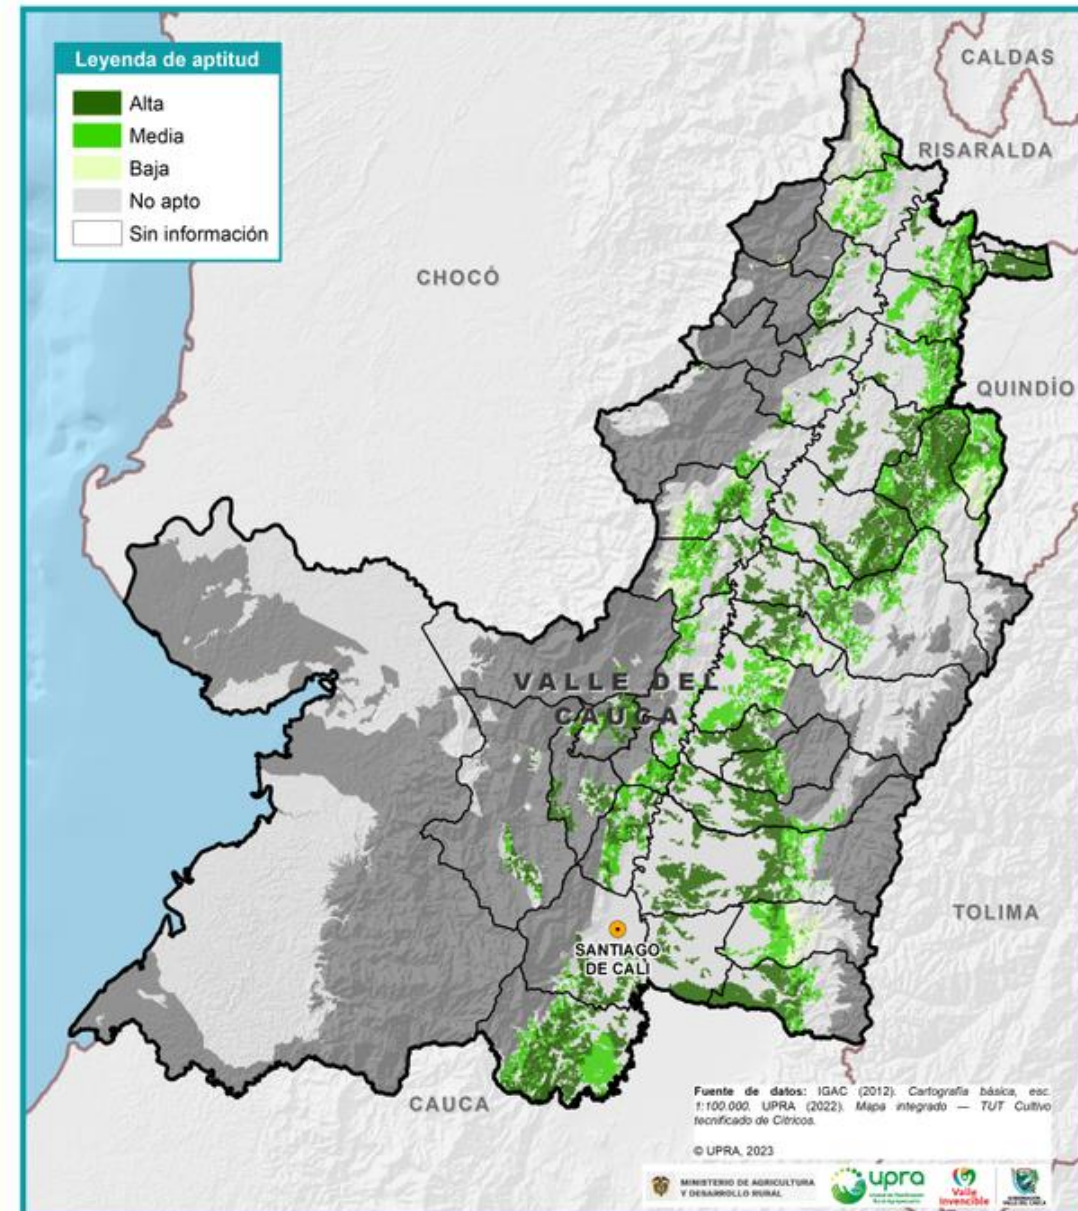 Leyenda de aptitud
Alta
Media
Baja
No apto
Sin información
CALDAS
RISARALDA
CHOCÓ
QUINDÍO
VALLE DEL
CAUCA
TOLIMA
SANTIAGO
DE CALI
CAUCA
Fuente de datos: IGAC (2012). Cartografía básica, esc.
1:100.000. UPRA (2022). Mapa integrado — TUT Cultivo
tecnificado de Cítricos.
© UPRA, 2023
MINISTERIO DE AGRICULTURA
Y DESARROLLO RURAL
upra
Valle
Invencible